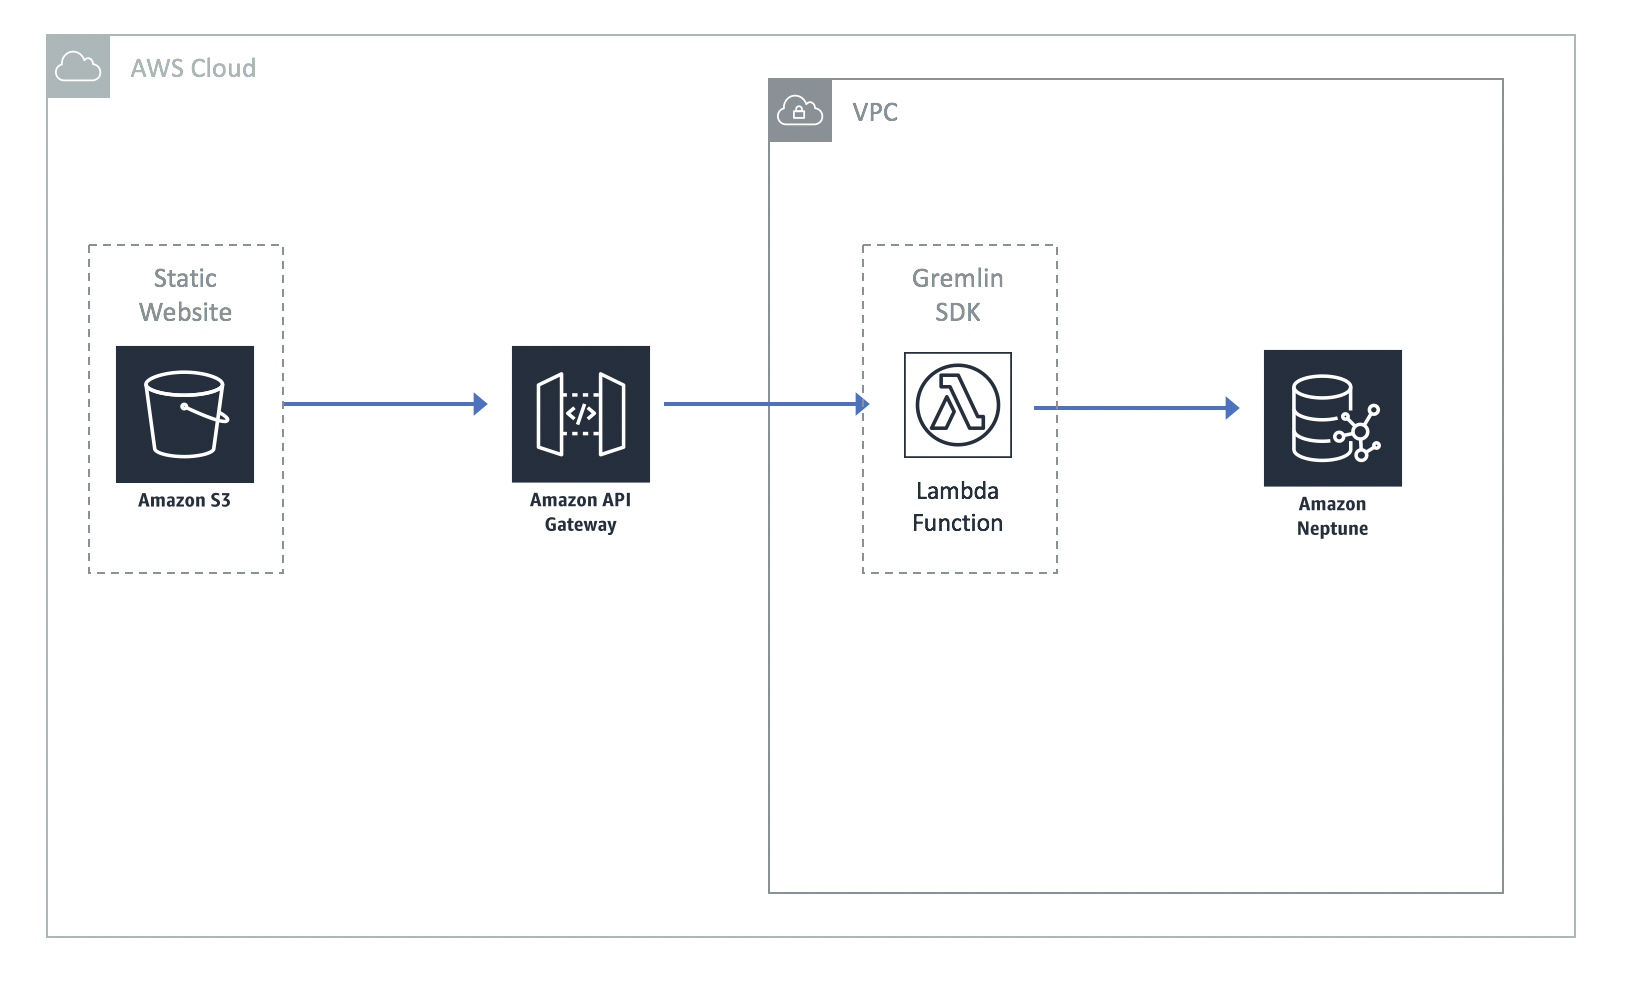 AWS Cloud
VPC
Static
Website
Amazon S3
Amazon API
Gateway
</>
Gremlin
SDK
Lambda
Function
Amazon
Neptune